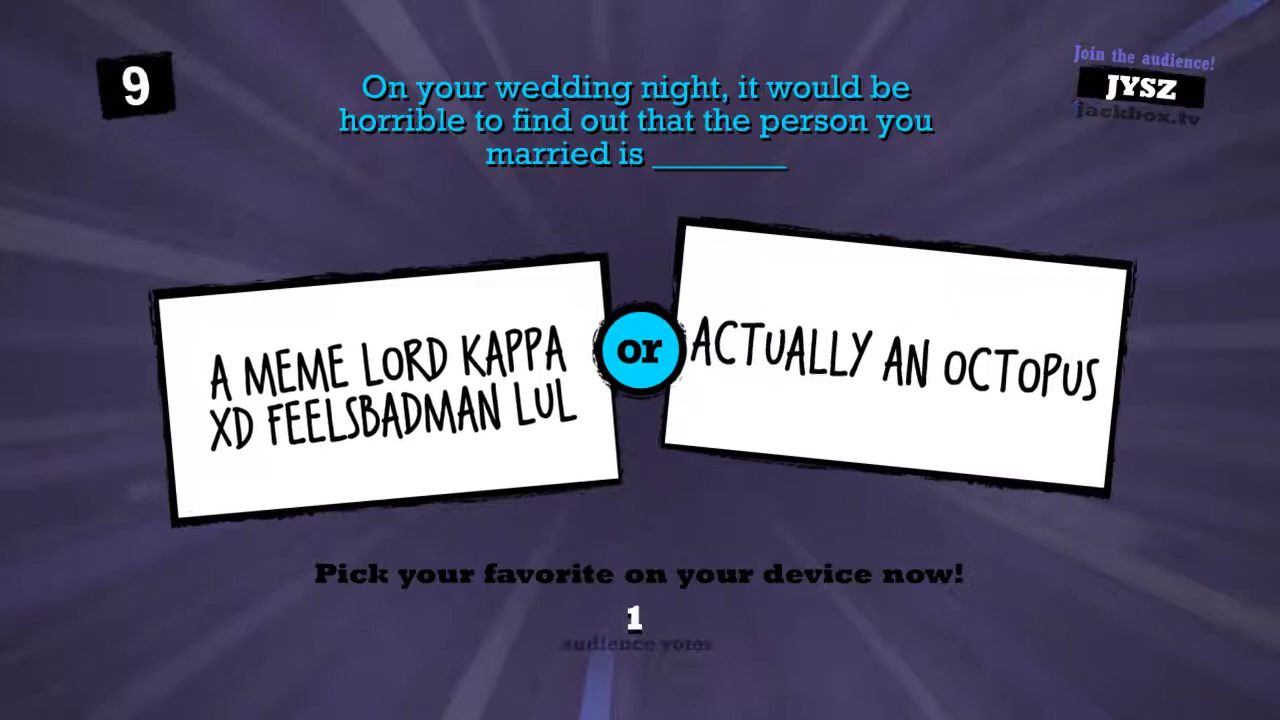 9
On your wedding night, it would be
horrible to find out that the person you
married is _________
Join the audience!
JYSZ
jackbox.tv
A MEME LORD KAPPA
XD FEELSBADMAN LUL
or
ACTUALLY AN OCTOPUS
Pick your favorite on your device now!
1
audience votes